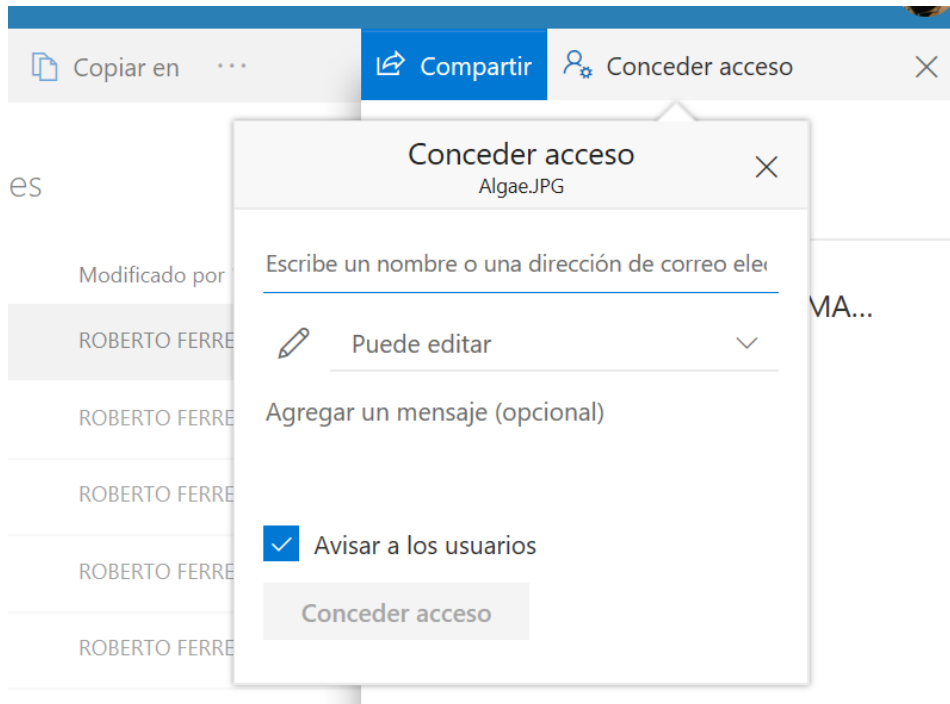 Copiar en ...
Compartir
Conceder acceso
Conceder acceso
Algae.JPG
es
Modificado por
Escribe un nombre o una dirección de correo ele
MA...
ROBERTO FERRE
Puede editar
ROBERTO FERRE
Agregar un mensaje (opcional)
ROBERTO FERRE
Avisar a los usuarios
ROBERTO FERRE
Conceder acceso
ROBERTO FERRE